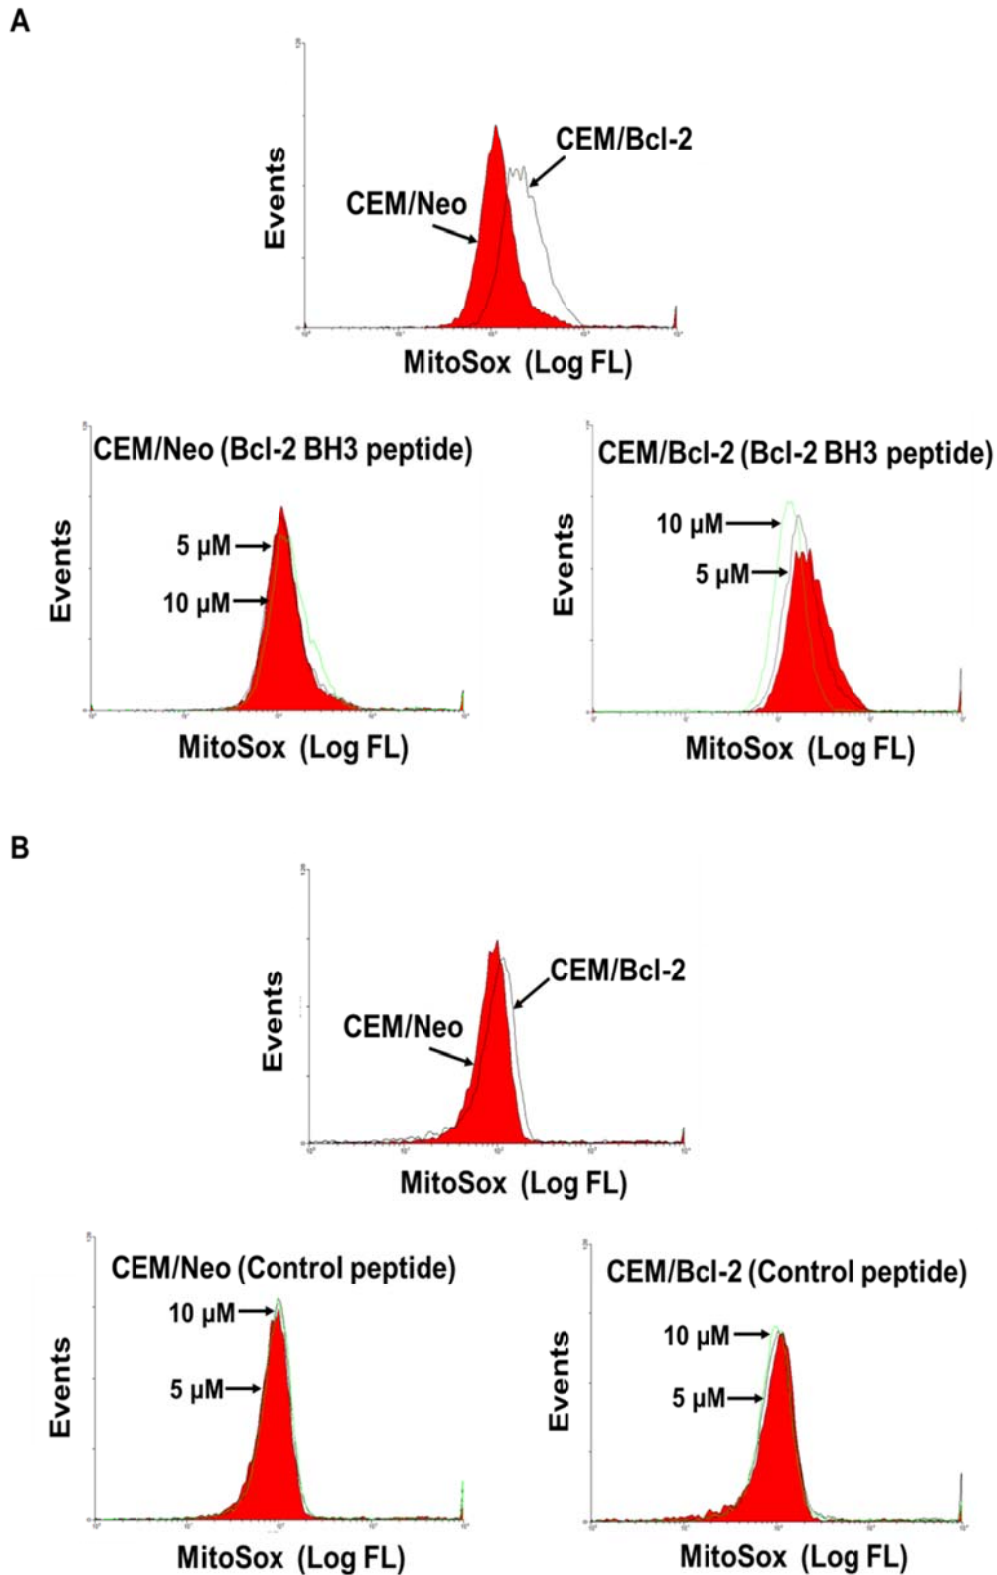 A
Events
CEM/Neo
CEM/Bcl-2
MitoSox (Log FL)
CEM/Neo (Bcl-2 BH3 peptide)
Events
5 µM
10 µM
MitoSox (Log FL)
CEM/Bcl-2 (Bcl-2 BH3 peptide)
Events
10 µM
5 µM
MitoSox (Log FL)
B
Events
CEM/Neo
CEM/Bcl-2
MitoSox (Log FL)
CEM/Neo (Control peptide)
Events
10 µM
5 µM
MitoSox (Log FL)
CEM/Bcl-2 (Control peptide)
Events
10 µM
5 µM
MitoSox (Log FL)